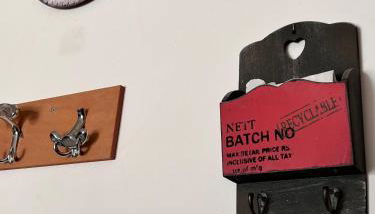 NETT
RECYCLABLE
BATCH NO
MAX. RETAIL PRICE RS.
INCLUSIVE OF ALL TAX